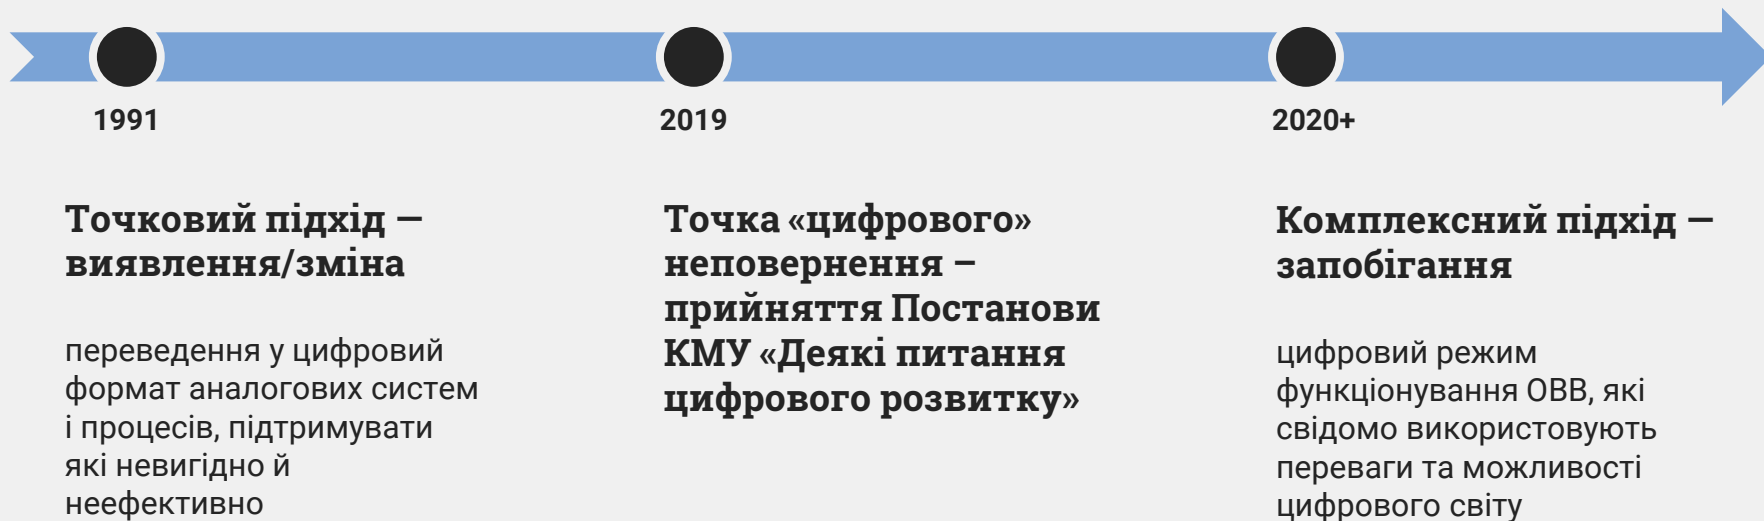 1991
Точковий підхід —
виявлення/зміна
переведення у цифровий
формат аналогових систем
і процесів, підтримувати
які невигідно й
неефективно
2019
Точка «цифрового»
неповернення –
прийняття Постанови
КМУ «Деякі питання
цифрового розвитку»
2020+
Комплексний підхід —
запобігання
цифровий режим
функціонування ОВВ, які
свідомо використовують
переваги та можливості
цифрового світу